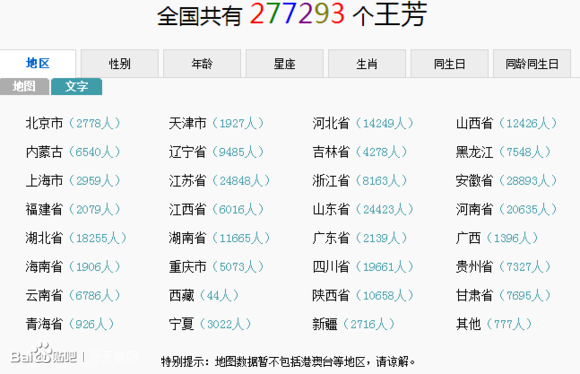 全国共有 277293 个王芳
地区 性别 年龄 星座 生肖 同生日 同龄同生日
地图 文字
北京市（2778人） 天津市（1927人） 河北省（14249人） 山西省（12426人）
内蒙古（6540人） 辽宁省（9485人） 吉林省（4278人） 黑龙江（7548人）
上海市（2959人） 江苏省（24848人） 浙江省（8163人） 安徽省（28893人）
福建省（2079人） 江西省（6016人） 山东省（24423人） 河南省（20635人）
湖北省（18255人） 湖南省（11665人） 广东省（2139人） 广西（1396人）
海南省（1906人） 重庆市（5073人） 四川省（19661人） 贵州省（7327人）
云南省（6786人） 西藏（44人） 陕西省（10658人） 甘肃省（7695人）
青海省（926人） 宁夏（3022人） 新疆（2716人） 其他（777人）
Bai du 贴吧
特别提示：地图数据暂不包括港澳台等地区，请谅解。